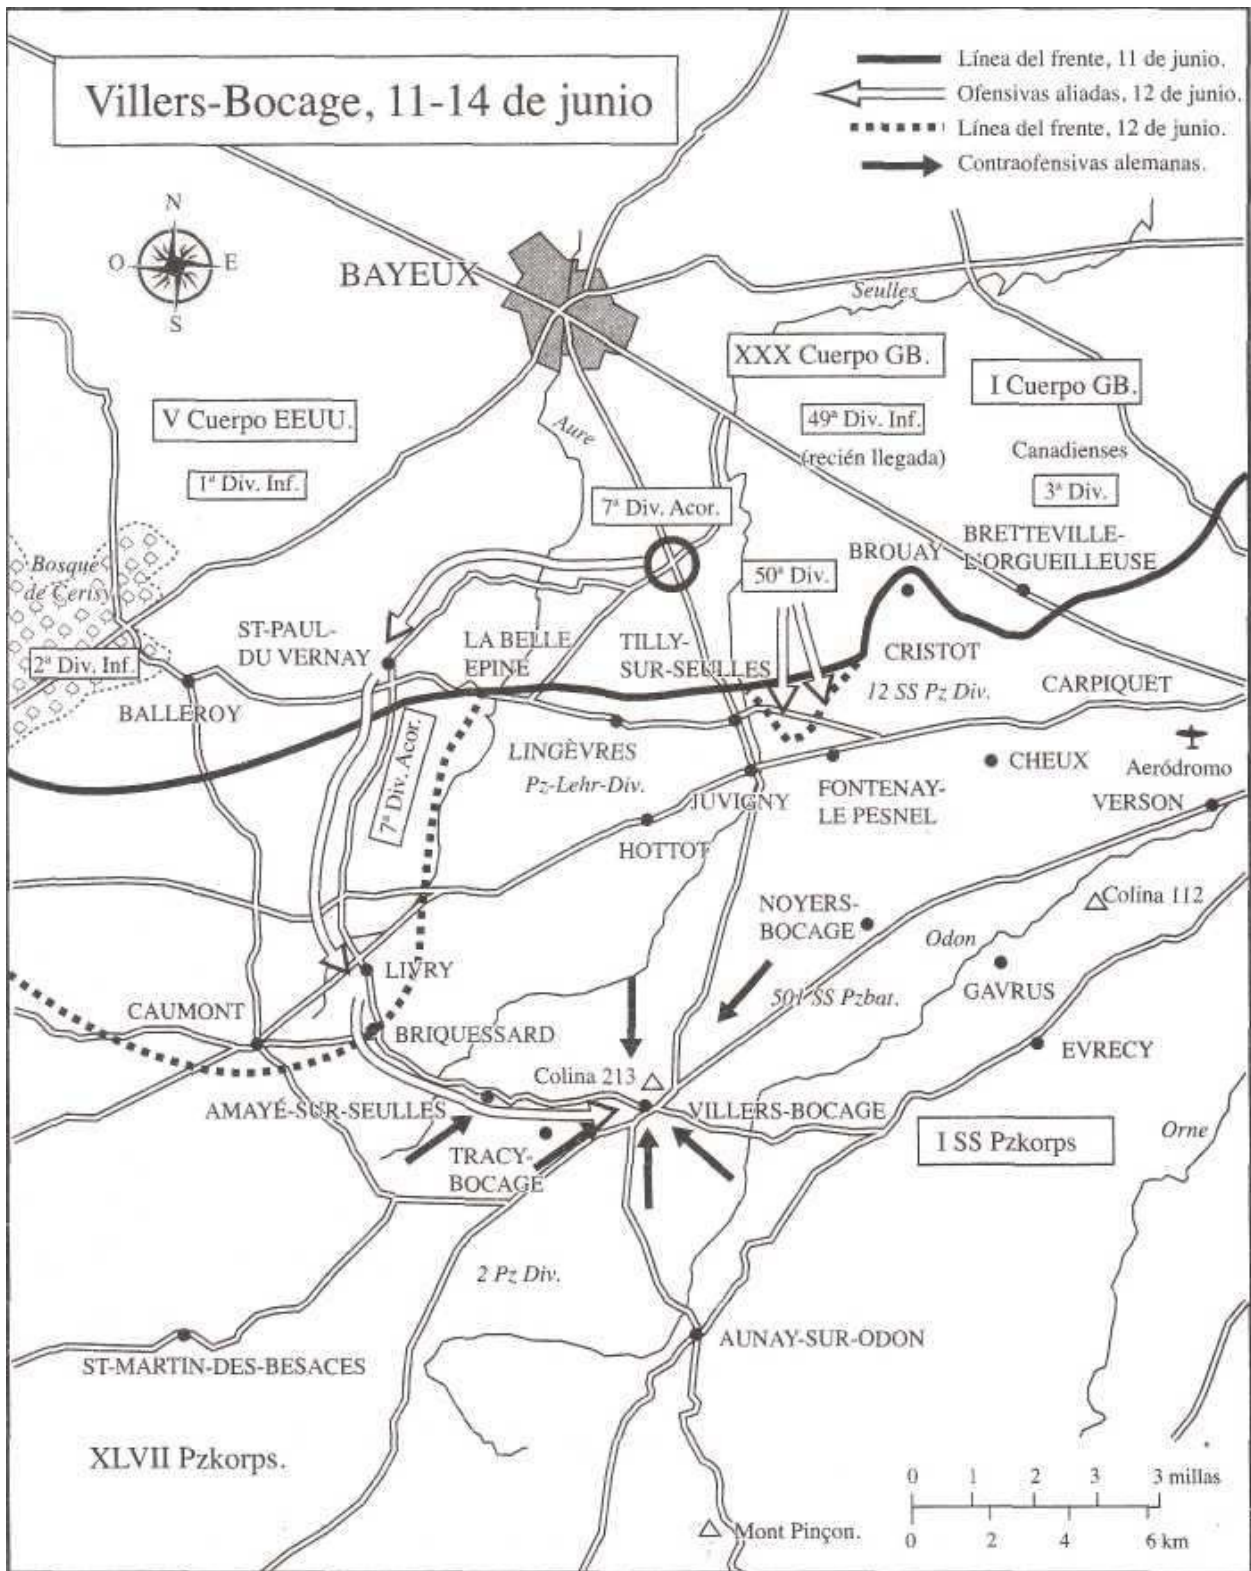 Villers-Bocage, 11-14 de junio
Línea del frente, 11 de junio.
Ofensivas aliadas, 12 de junio.
Línea del frente, 12 de junio.
Contraofensivas alemanas.
N
O
E
S
BAYEUX
Seulles
XXX Cuerpo GB.
I Cuerpo GB.
V Cuerpo EEUU.
49ª Div. Inf.
(recién llegada)
Aure
Canadienses
1ª Div. Inf.
3ª Div.
7ª Div. Acor.
Bosque
de Cerisy
BROUAY
BRETTEVILLE-
L'ORGUEILLEUSE
50ª Div.
ST-PAUL-
DU VERNAY
LA BELLE
EPINE
TILLY-
SUR-SEULLES
CRISTOT
2ª Div. Inf.
12 SS Pz Div.
CARPIQUET
BALLEROY
7ª Div. Acor.
LINGÈVRES
Pz-Lehr-Div.
CHEUX
Aeródromo
JUVIGNY
FONTENAY-
LE PESNEL
VERSON
HOTTOT
Colina 112
NOYERS-
BOCAGE
Odon
LIVRY
501 SS Pzbat.
GAVRUS
CAUMONT
BRIQUESSARD
EVRECY
Colina 213
AMAYÉ-SUR-SEULLES
VILLERS-BOCAGE
I SS Pzkorps
Orne
TRACY-
BOCAGE
2 Pz Div.
AUNAY-SUR-ODON
ST-MARTIN-DES-BESACES
XLVII Pzkorps.
0 1 2 3 3 millas
0 2 4 6 km
Mont Pinçon.